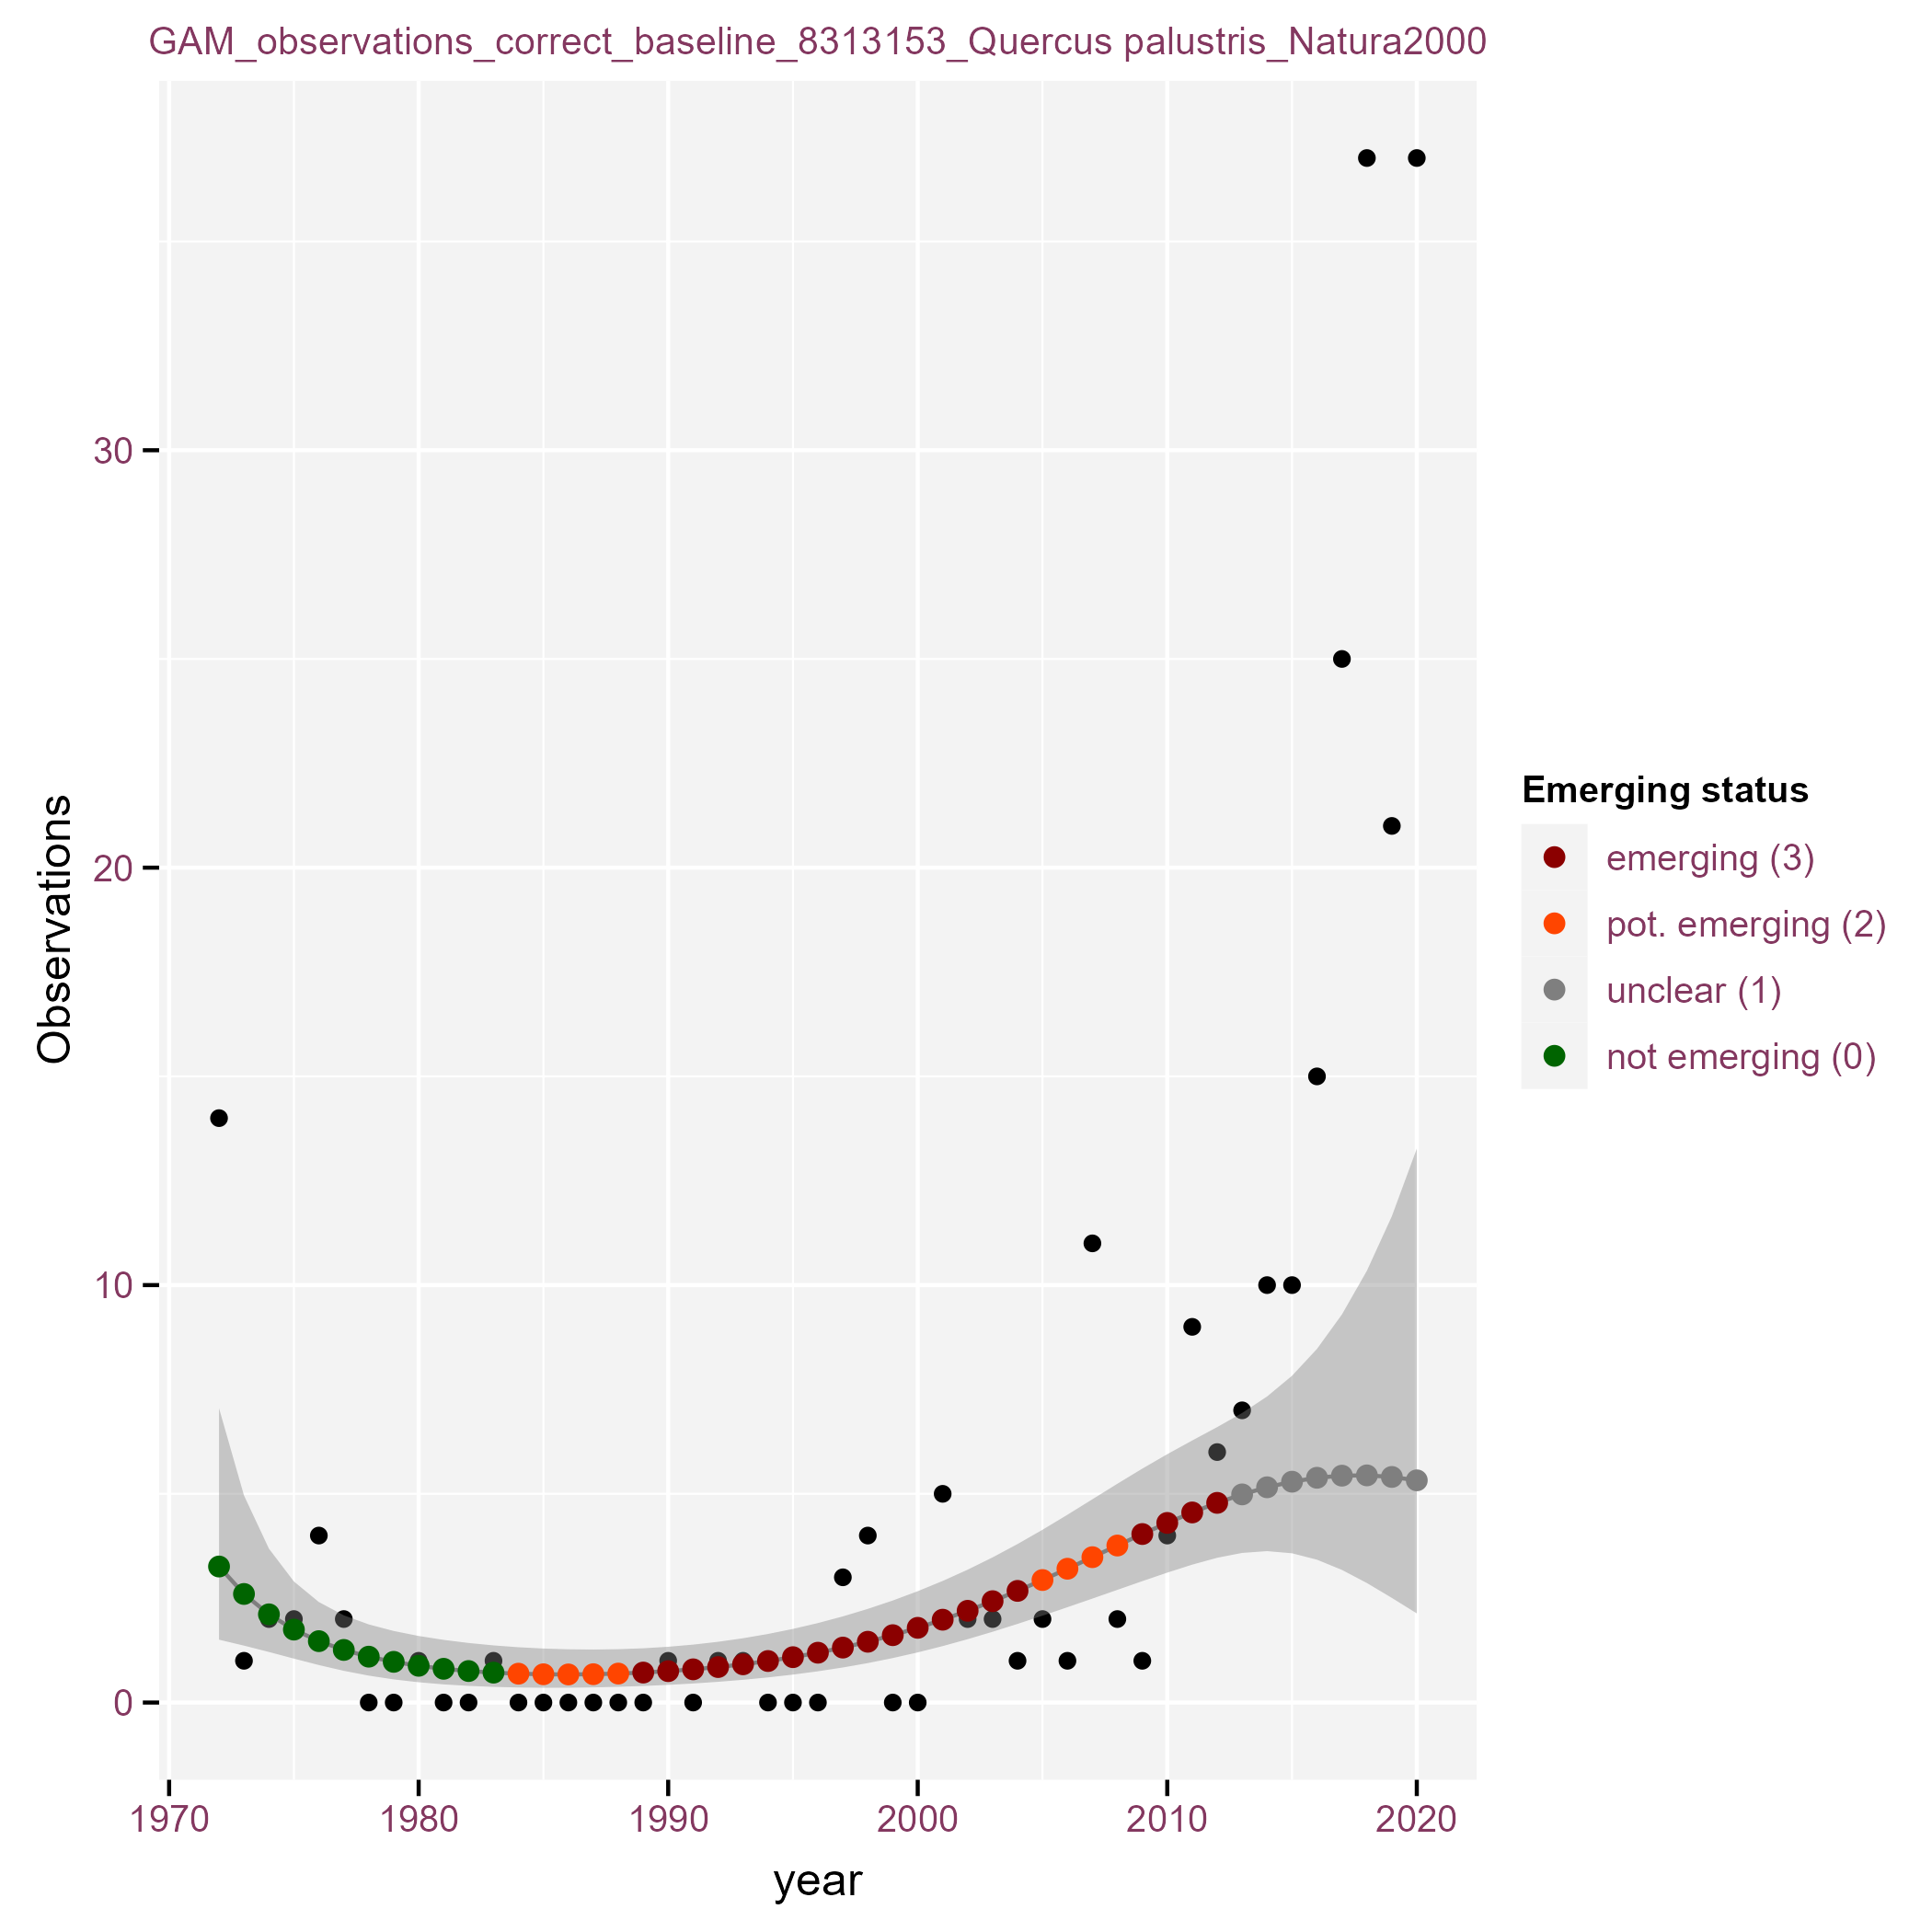 GAM_observations_correct_baseline_8313153_Quercus palustris_Natura2000
Observations
30
20
10
0
1970 1980 1990 2000 2010 2020
year
Emerging status
emerging (3)
pot. emerging (2)
unclear (1)
not emerging (0)